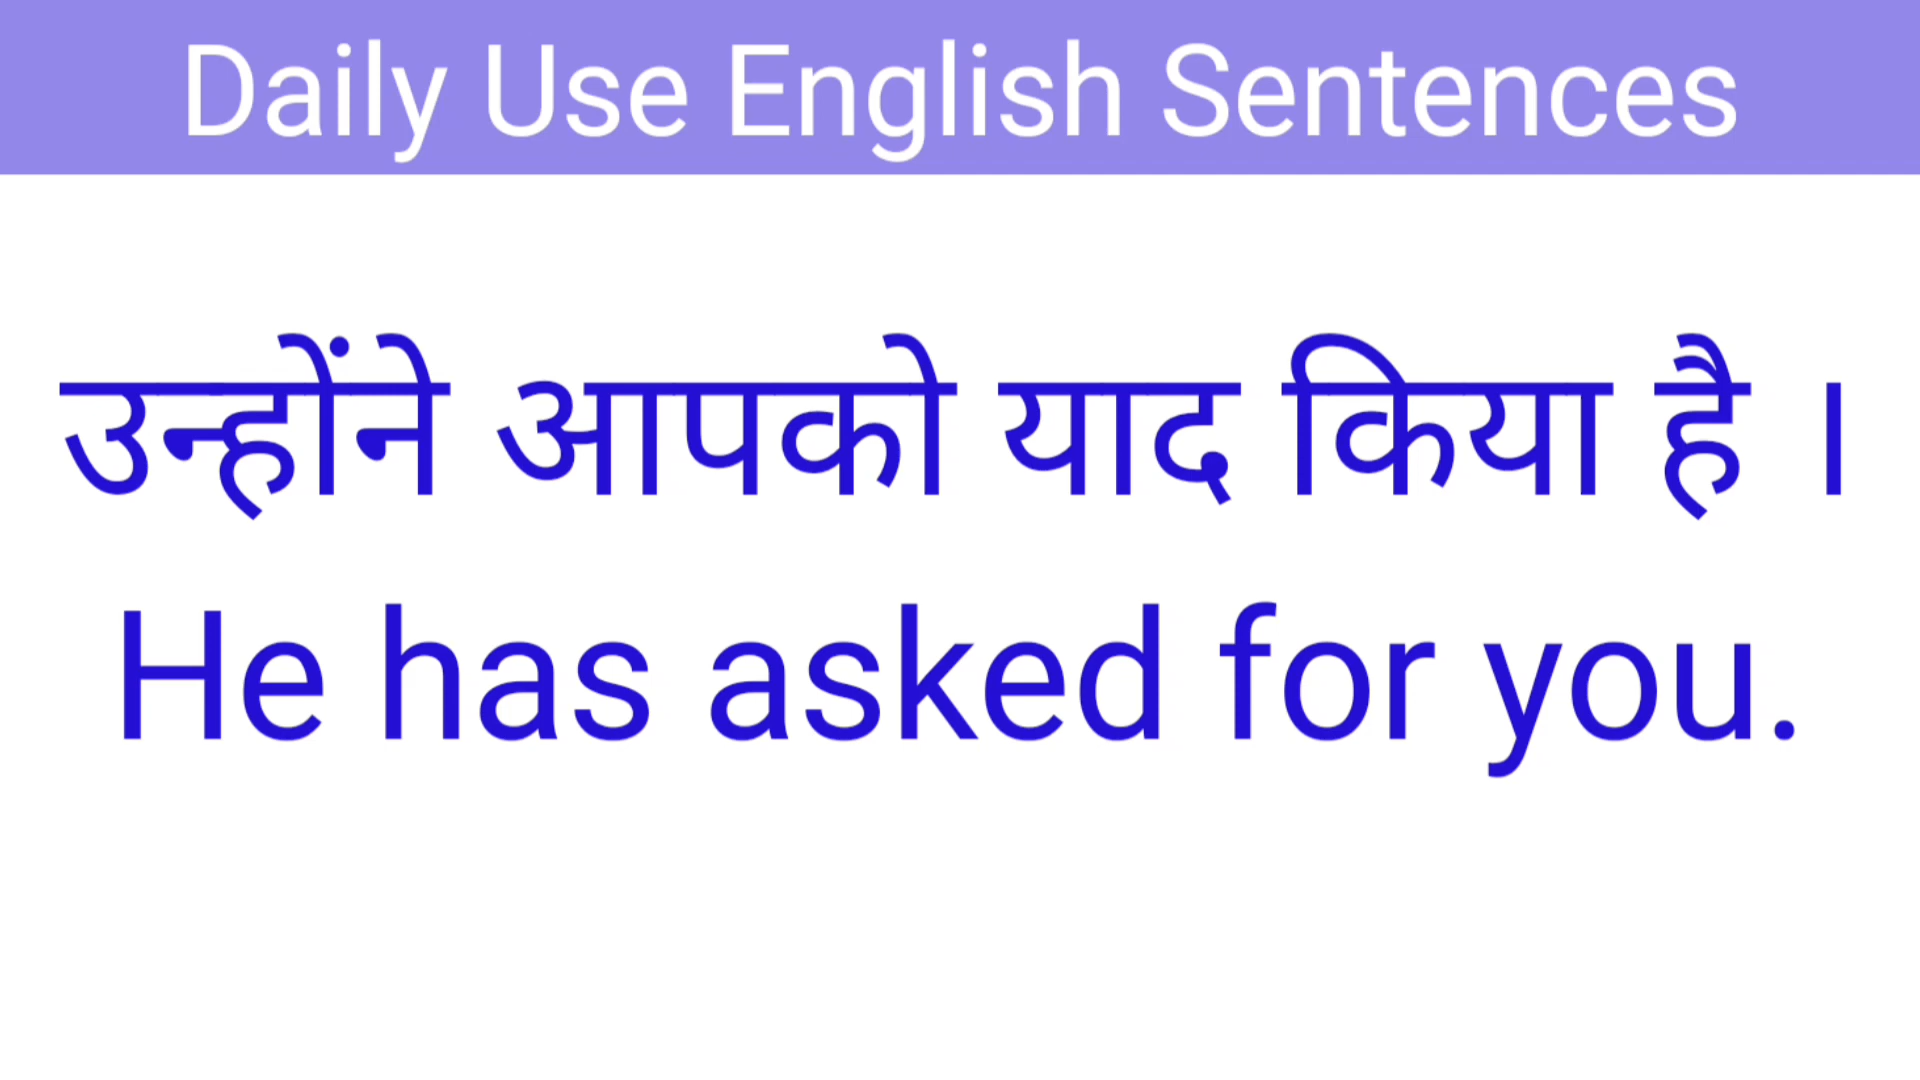 Daily Use English Sentences
उन्होंने आपको याद किया है ।
He has asked for you.